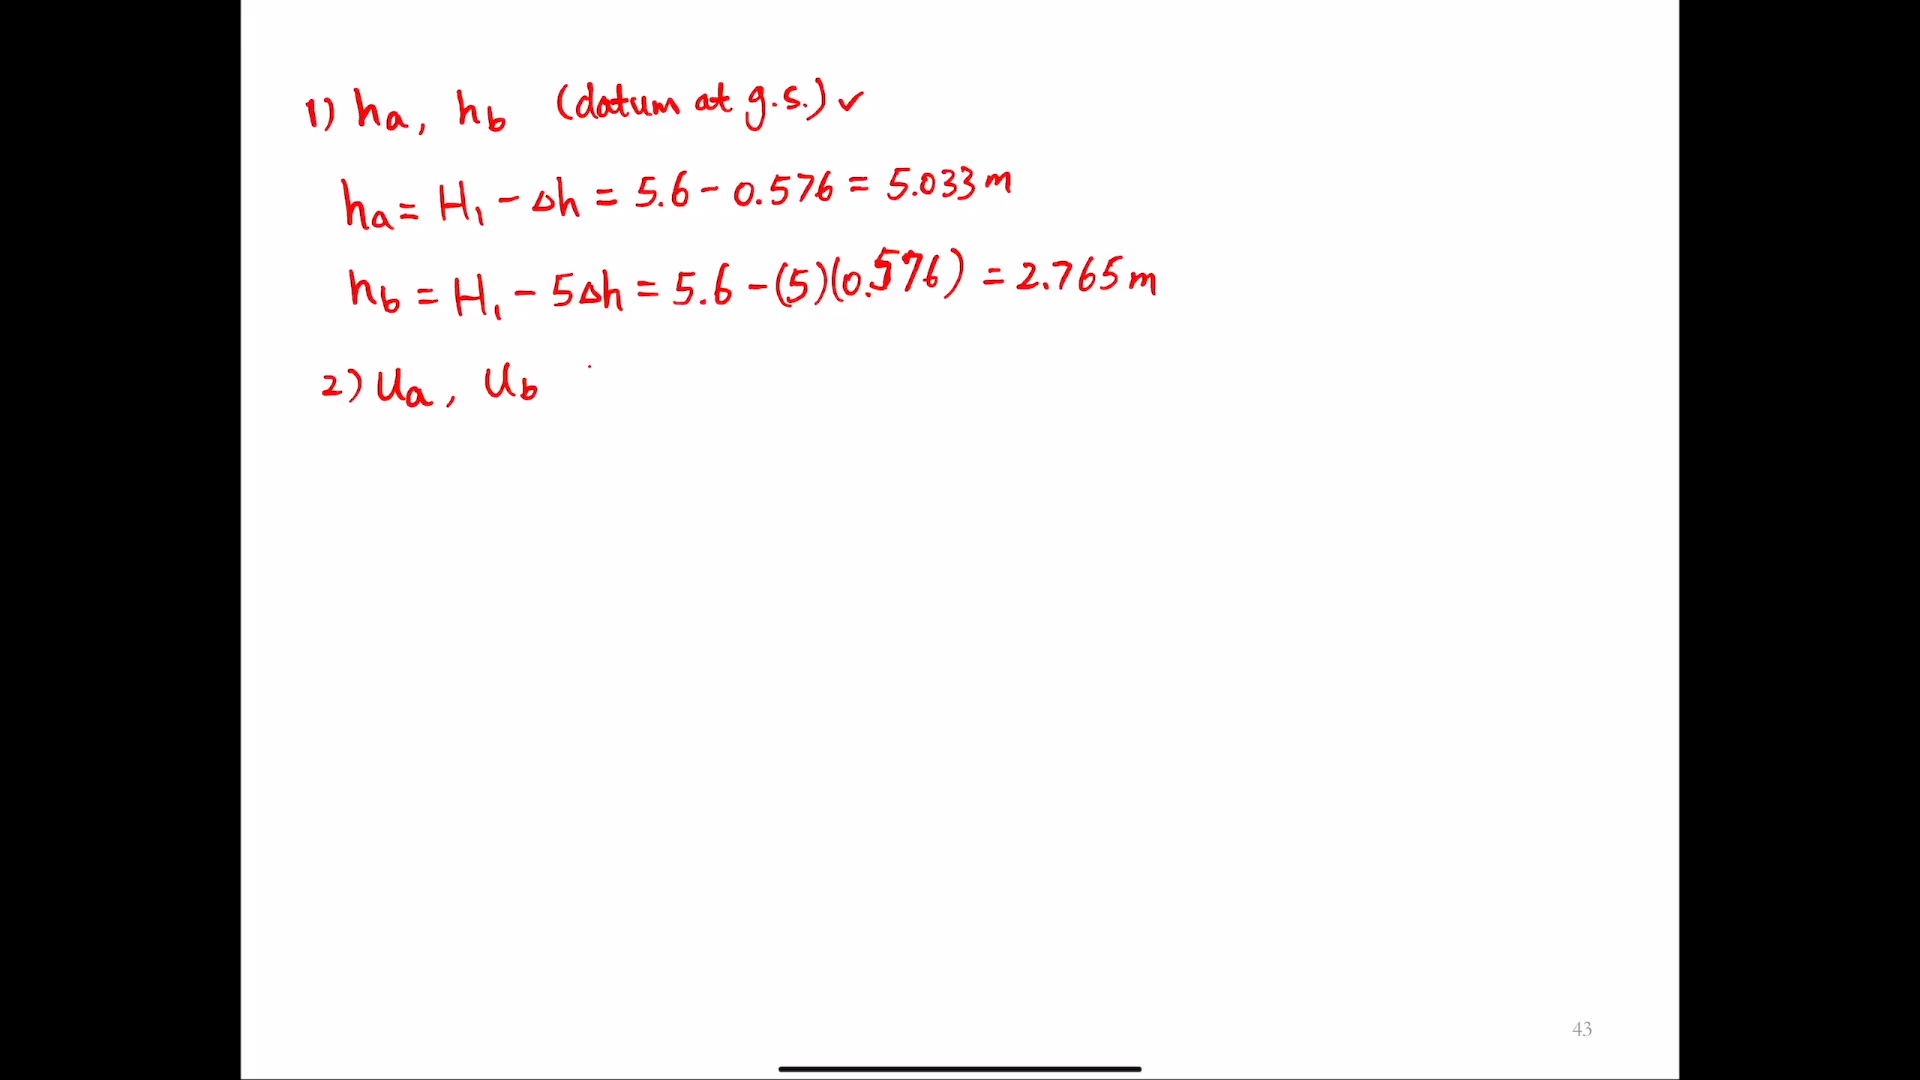 1) ha, hb (datum at g.s.) ✓
ha = H₁ - Δh = 5.6 - 0.576 = 5.033 m
hb = H₁ - 5Δh = 5.6 - (5)(0.576) = 2.765 m
2) Ua, Ub
43